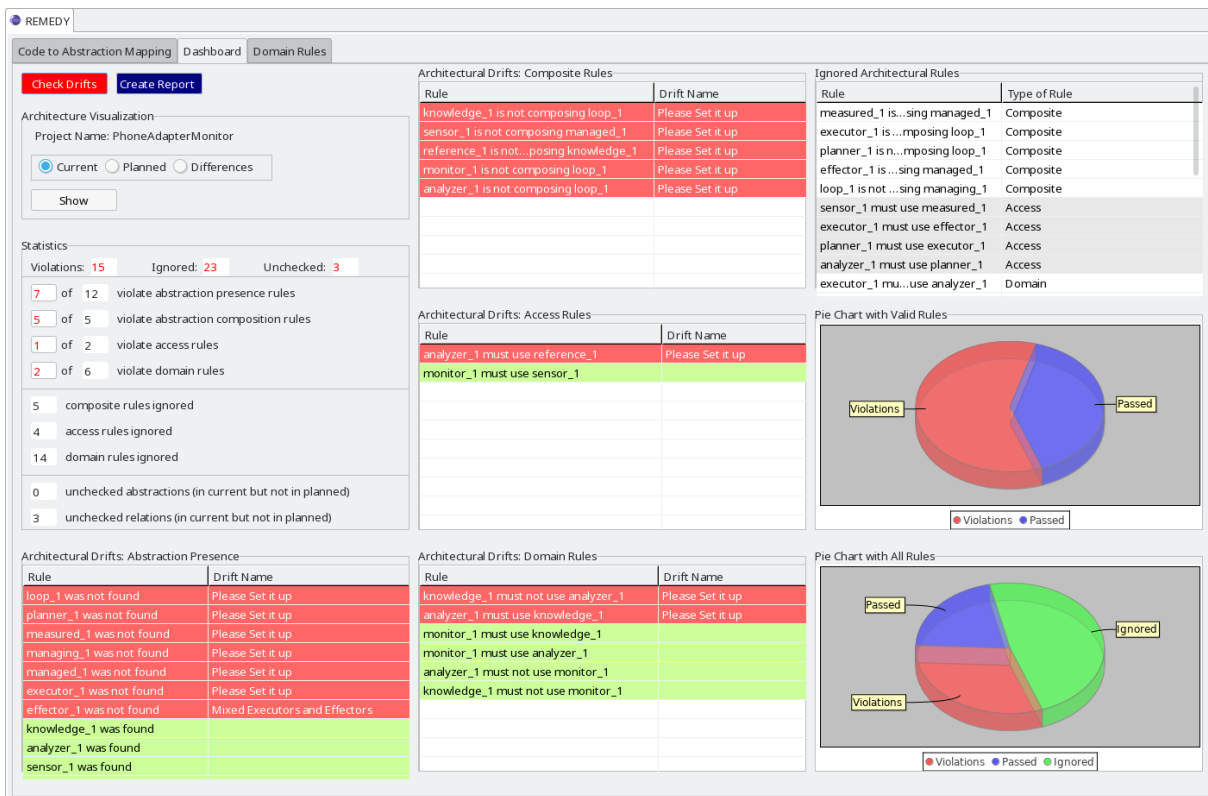 REMEDY
Code to Abstraction Mapping Dashboard Domain Rules
Check Drifts Create Report
Architecture Visualization
Project Name: PhoneAdapterMonitor
Current Planned Differences
Show
Statistics
Violations: 15 Ignored: 23 Unchecked: 3
7 of 12 violate abstraction presence rules
5 of 5 violate abstraction composition rules
1 of 2 violate access rules
2 of 6 violate domain rules
5 composite rules ignored
4 access rules ignored
14 domain rules ignored
0 unchecked abstractions (in current but not in planned)
3 unchecked relations (in current but not in planned)
Architectural Drifts: Abstraction Presence
Rule Drift Name
loop_1 was not found Please Set it up
planner_1 was not found Please Set it up
measured_1 was not found Please Set it up
managing_1 was not found Please Set it up
managed_1 was not found Please Set it up
executor_1 was not found Please Set it up
effector_1 was not found Mixed Executors and Effectors
knowledge_1 was found
analyzer_1 was found
sensor_1 was found
Architectural Drifts: Composite Rules
Rule Drift Name
knowledge_1 is not composing loop_1 Please Set it up
sensor_1 is not composing managed_1 Please Set it up
reference_1 is not...posing knowledge_1 Please Set it up
monitor_1 is not composing loop_1 Please Set it up
analyzer_1 is not composing loop_1 Please Set it up
Architectural Drifts: Access Rules
Rule Drift Name
analyzer_1 must use reference_1 Please Set it up
monitor_1 must use sensor_1
Architectural Drifts: Domain Rules
Rule Drift Name
knowledge_1 must not use analyzer_1 Please Set it up
analyzer_1 must use knowledge_1 Please Set it up
monitor_1 must use knowledge_1
monitor_1 must use analyzer_1
analyzer_1 must not use monitor_1
knowledge_1 must not use monitor_1
Ignored Architectural Rules
Rule Type of Rule
measured_1 is...sing managed_1 Composite
executor_1 is ...mposing loop_1 Composite
planner_1 is n...mposing loop_1 Composite
effector_1 is ...sing managed_1 Composite
loop_1 is not ...sing managing_1 Composite
sensor_1 must use measured_1 Access
executor_1 must use effector_1 Access
planner_1 must use executor_1 Access
analyzer_1 must use planner_1 Access
executor_1 mu...use analyzer_1 Domain
Pie Chart with Valid Rules
Violations
Passed
Violations Passed
Pie Chart with All Rules
Passed
Ignored
Violations
Violations Passed Ignored